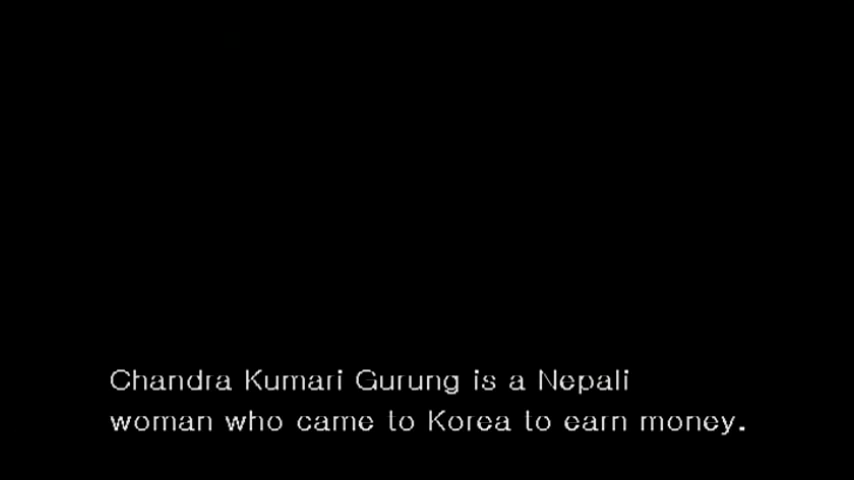 Chandra Kumari Gurung is a Nepali
woman who came to Korea to earn money.